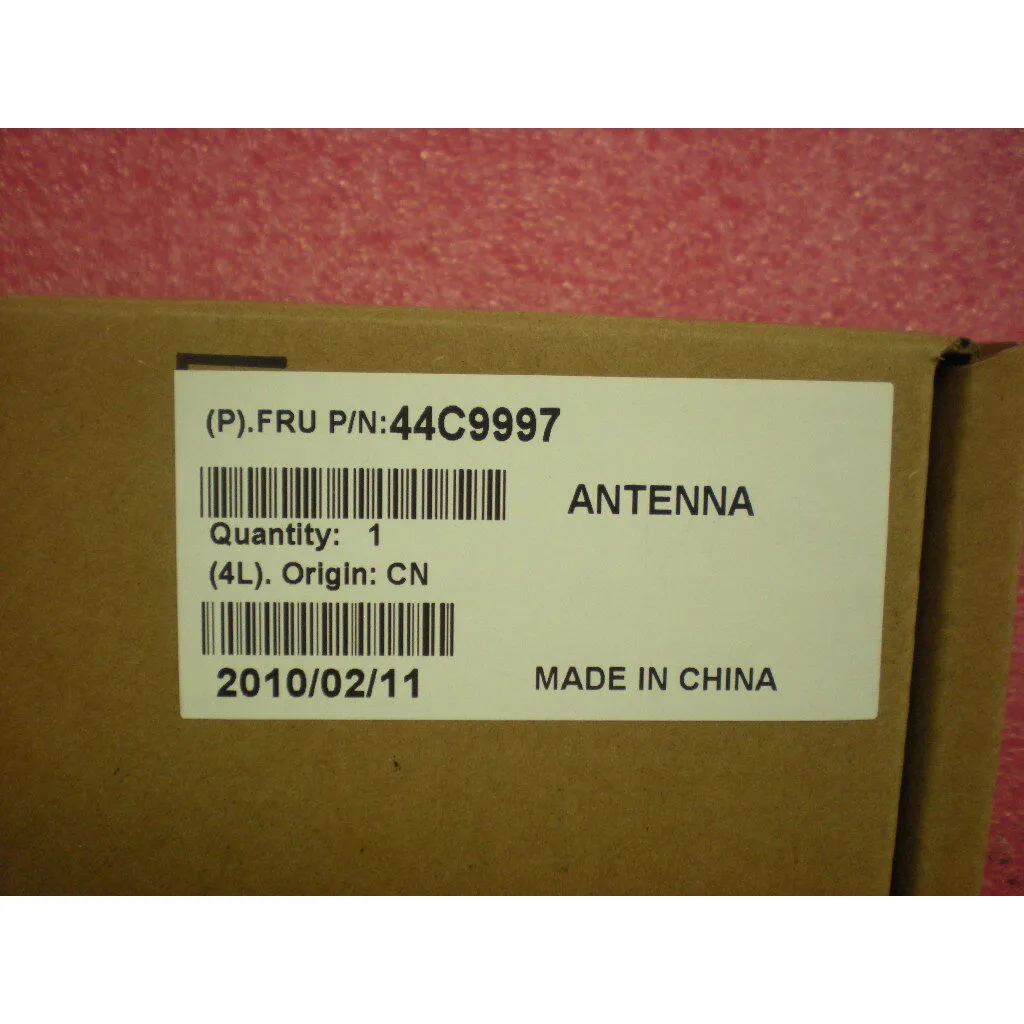 (P).FRU P/N:44C9997
ANTENNA
Quantity: 1
(4L). Origin: CN
2010/02/11
MADE IN CHINA